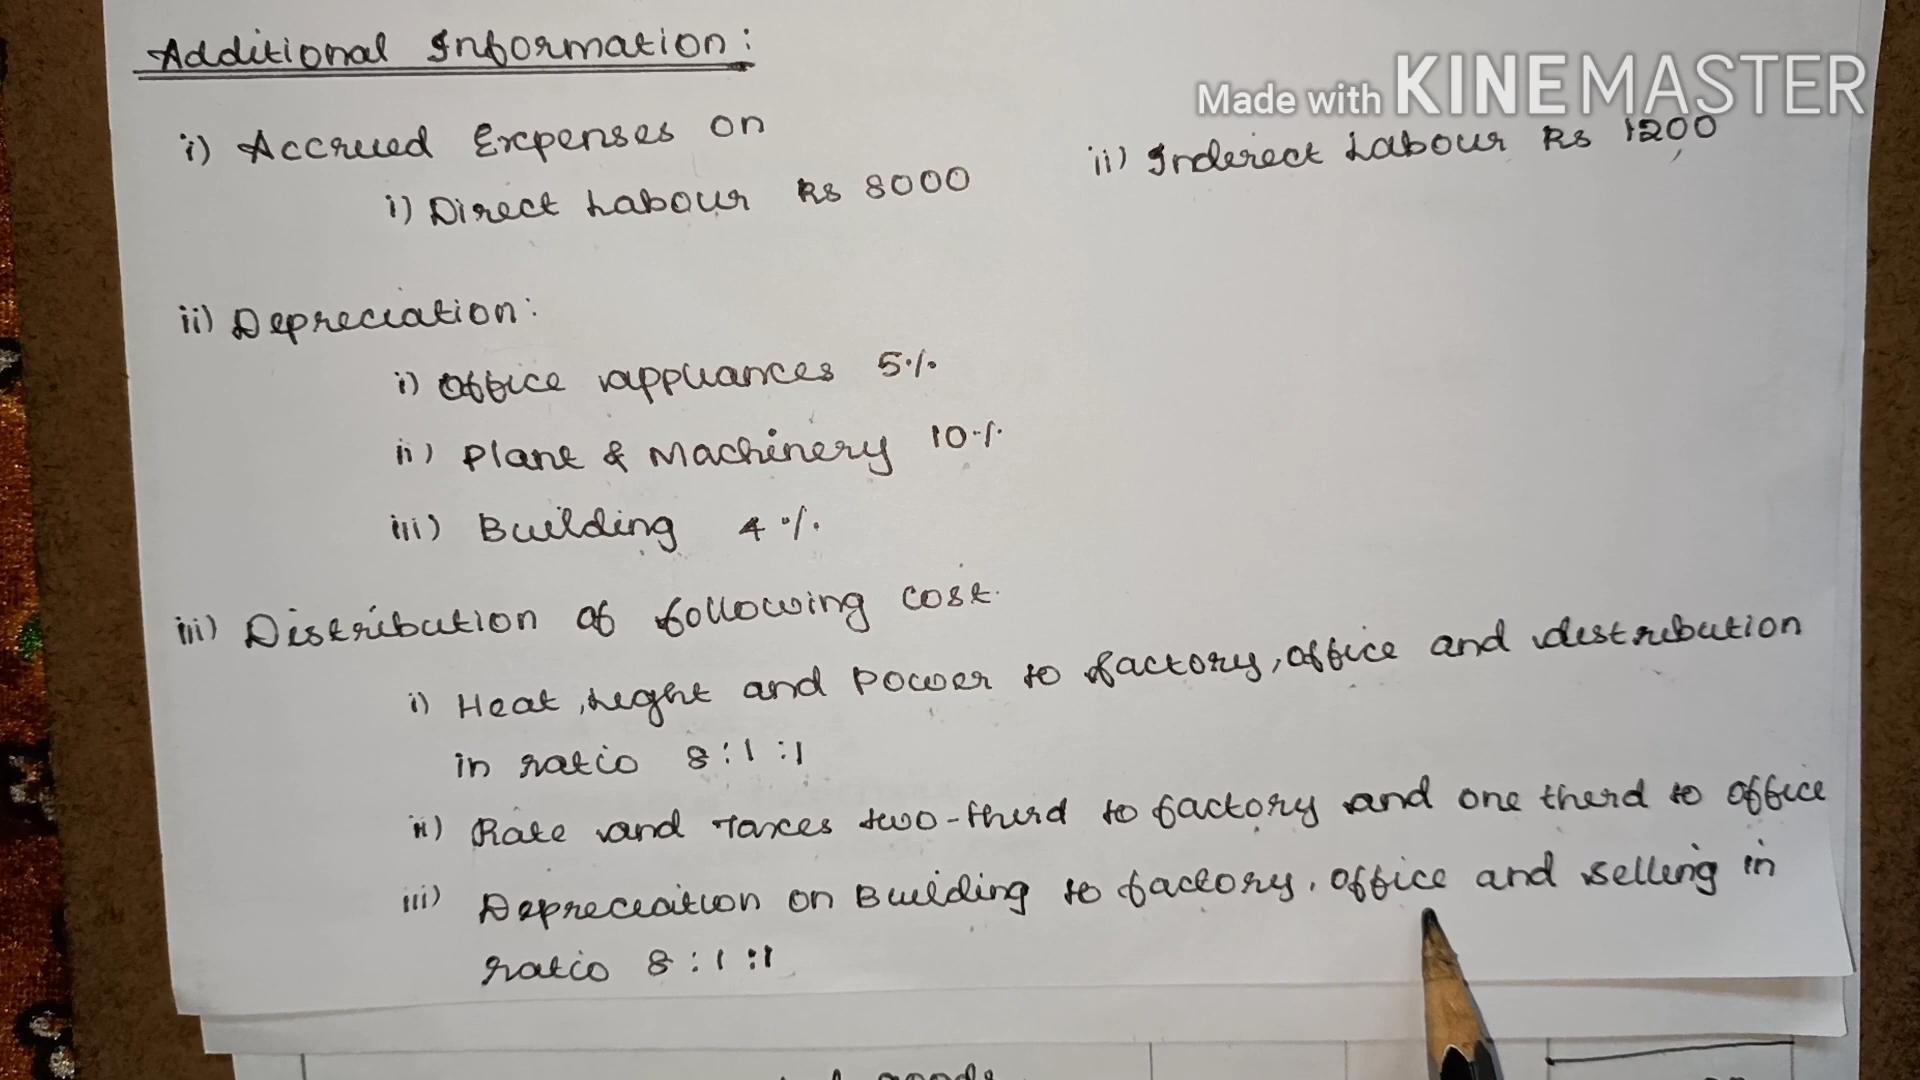 Additional Information:
Made with KINEMASTER
i) Accrued Expenses on
i) Direct Labour Rs 8000
ii) Indirect Labour Rs 1200
ii) Depreciation:
i) Office appliances 5%
ii) Plant & Machinery 10%
iii) Building 4%
iii) Distribution of following cost.
i) Heat, Light and Power to factory, office and distribution
in ratio 8:1:1
ii) Rate and Taxes two-third to factory and one third to office
iii) Depreciation on Building to factory, office and selling in
ratio 8:1:1
goods